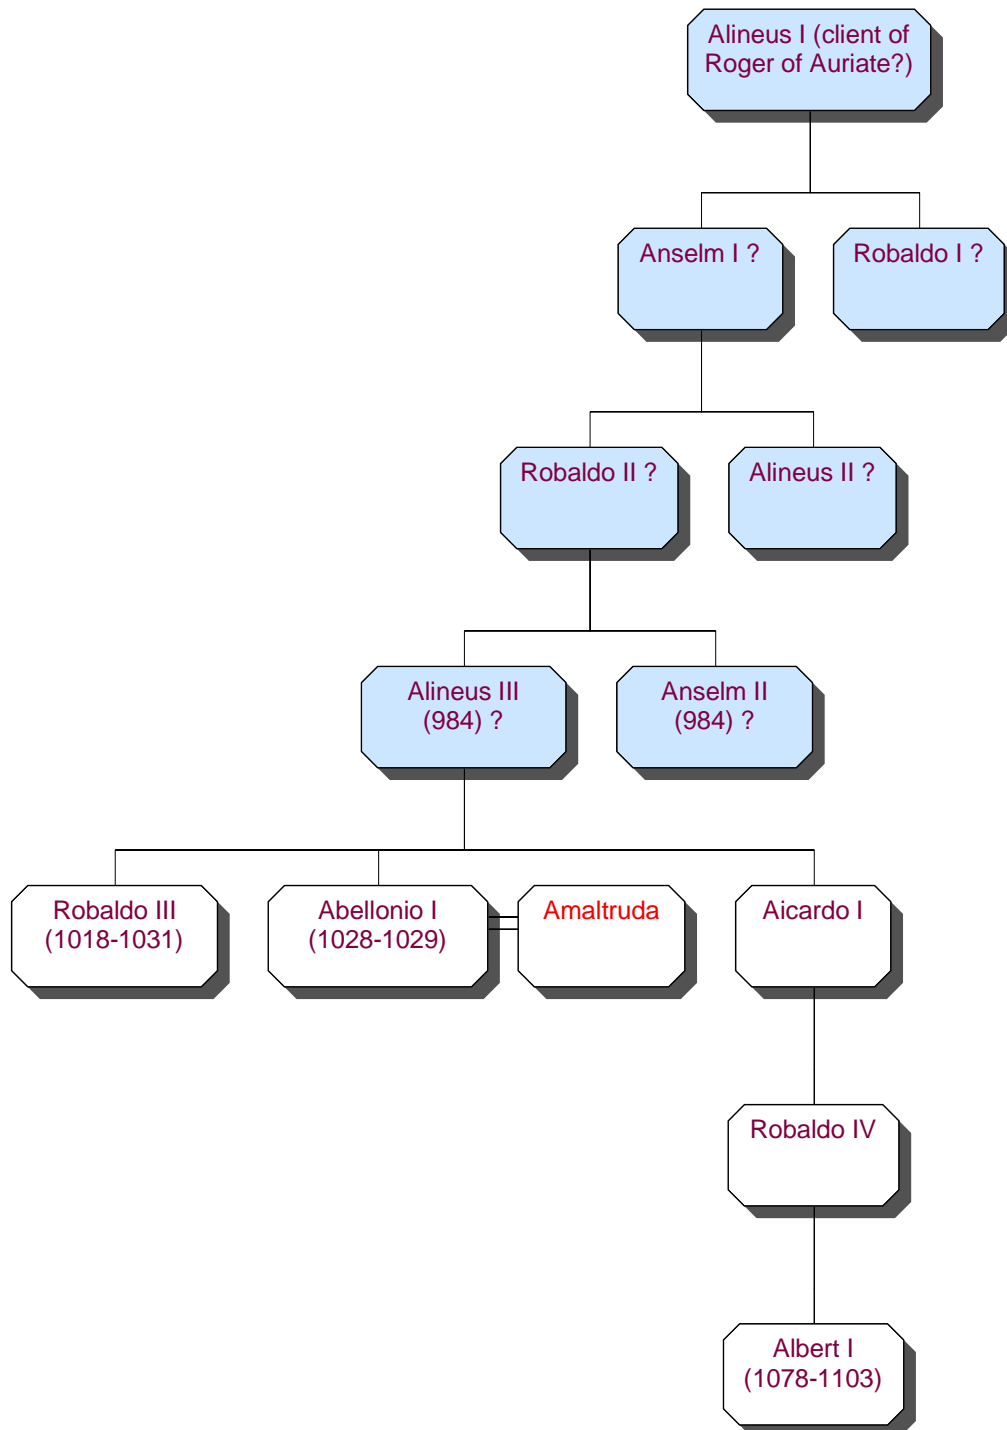 Alineus I (client of
Roger of Auriate?)
Anselm I ?
Robaldo I ?
Robaldo II ?
Alineus II ?
Alineus III
(984) ?
Anselm II
(984) ?
Robaldo III
(1018-1031)
Abellonio I
(1028-1029)
Amaltruda
Aicardo I
Robaldo IV
Albert I
(1078-1103)